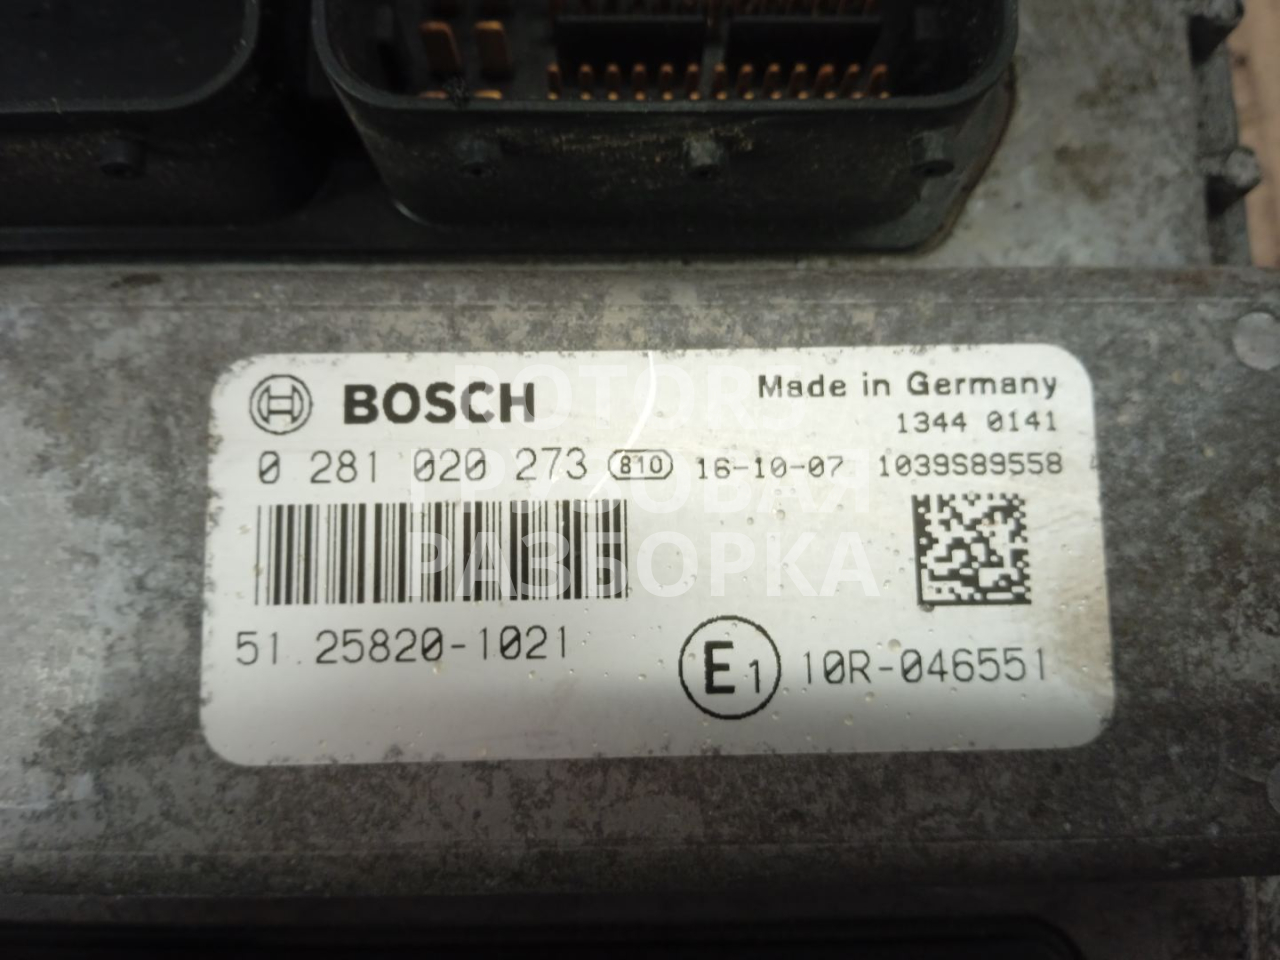 BOSCH
Made in Germany
1344 0141
0 281 020 273 810 16-10-07 1039S89558
51.25820-1021
E1 10R-046551
ГРУЗОВАЯ
РАЗБОРКА